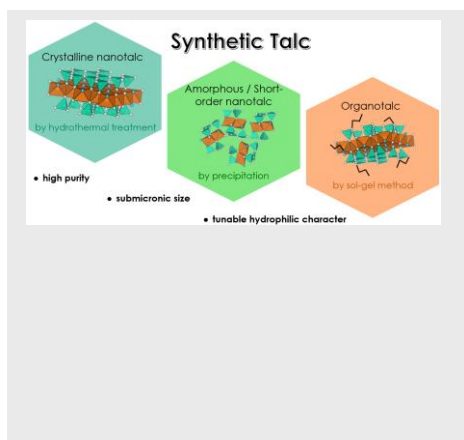 Synthetic Talc
Crystalline nanotalc
by hydrothermal treatment
Amorphous / Short-
order nanotalc
by precipitation
Organotalc
by sol-gel method
• high purity
• submicronic size
• tunable hydrophilic character